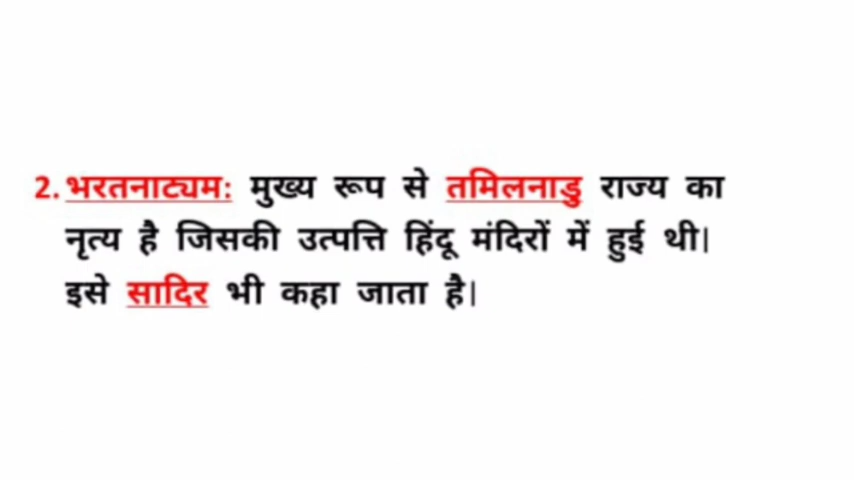 2. भरतनाट्यम: मुख्य रूप से तमिलनाडु राज्य का
नृत्य है जिसकी उत्पत्ति हिंदू मंदिरों में हुई थी।
इसे सादिर भी कहा जाता है।